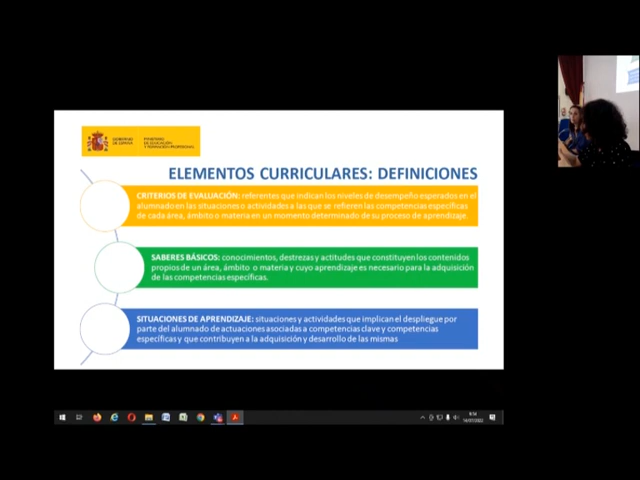 GOBIERNO
DE ESPAÑA
MINISTERIO
DE EDUCACIÓN
Y FORMACIÓN PROFESIONAL
ELEMENTOS CURRICULARES: DEFINICIONES
CRITERIOS DE EVALUACIÓN: referentes que indican los niveles de desempeño esperados en el
alumnado en las situaciones o actividades a las que se refieren las competencias específicas
de cada área, ámbito o materia en un momento determinado de su proceso de aprendizaje.
SABERES BÁSICOS: conocimientos, destrezas y actitudes que constituyen los contenidos
propios de un área, ámbito o materia y cuyo aprendizaje es necesario para la adquisición
de las competencias específicas.
SITUACIONES DE APRENDIZAJE: situaciones y actividades que implican el despliegue por
parte del alumnado de actuaciones asociadas a competencias clave y competencias
específicas y que contribuyen a la adquisición y desarrollo de las mismas